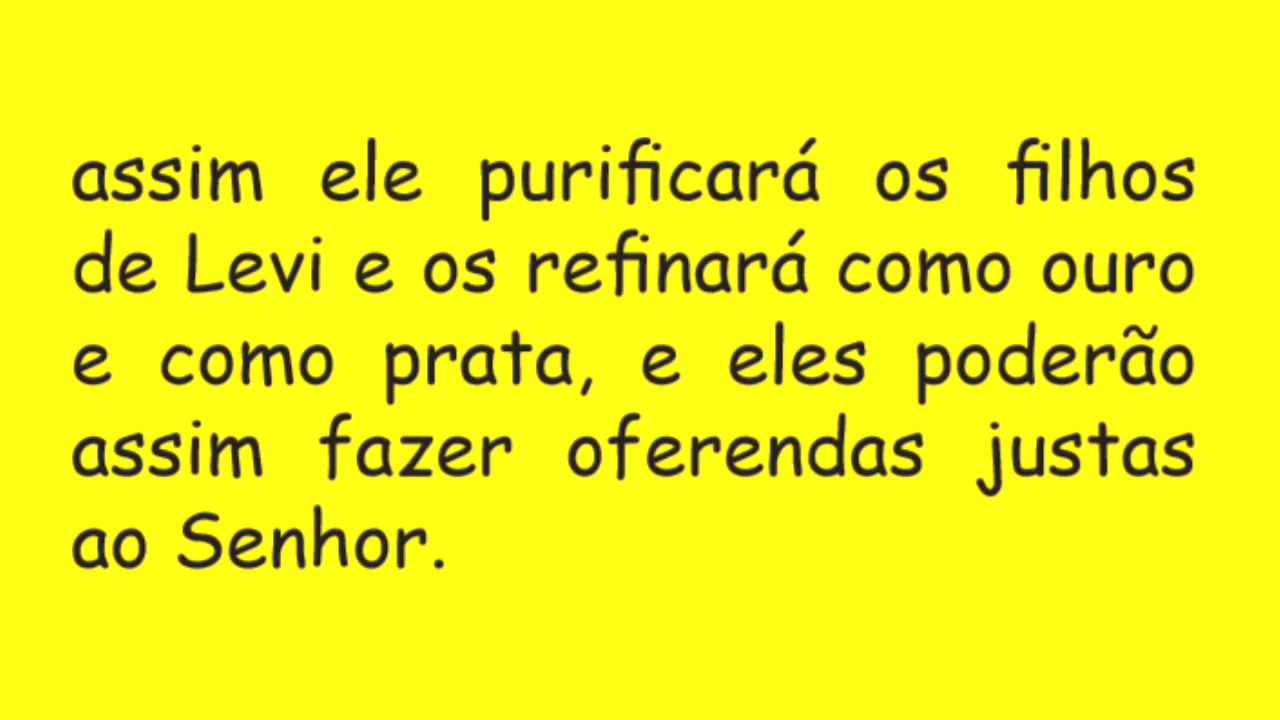 assim ele purificará os filhos
de Levi e os refinará como ouro
e como prata, e eles poderão
assim fazer oferendas justas
ao Senhor.